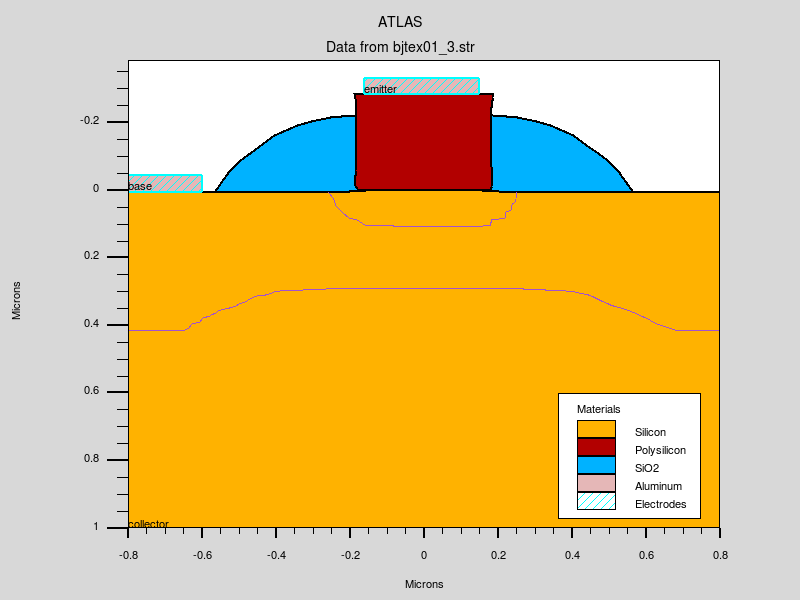 ATLAS
Data from bjtex01_3.str
emitter
base
collector
Microns
-0.2
0
0.2
0.4
0.6
0.8
1
-0.8
-0.6
-0.4
-0.2
0
0.2
0.4
0.6
0.8
Microns
Materials
Silicon
Polysilicon
SiO2
Aluminum
Electrodes